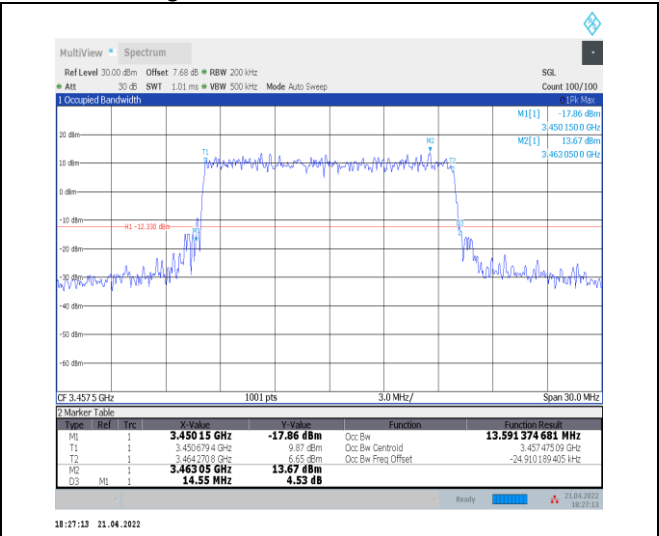 MultiView Spectrum
Ref Level 30.00 dBm Offset 7.68 dB RBW 200 kHz SGL
Att 30 dB SWT 1.01 ms VBW 500 kHz Mode Auto Sweep Count 100/100
1 Occupied Bandwidth 1Pk Max
M1[1] -17.86 dBm
3.450 150 0 GHz
M2[1] 13.67 dBm
3.463 050 0 GHz
20 dBm
M2
T1
T2
10 dBm
0 dBm
-10 dBm
H1 -12.330 dBm
M1
D3
-20 dBm
-30 dBm
-40 dBm
-50 dBm
-60 dBm
CF 3.457 5 GHz 1001 pts 3.0 MHz/ Span 30.0 MHz
2 Marker Table
Type Ref Trc X-Value Y-Value Function Function Result
M1 1 3.450 15 GHz -17.86 dBm Occ Bw 13.591 374 681 MHz
T1 1 3.450 679 4 GHz 9.87 dBm Occ Bw Centroid 3.457 475 09 GHz
T2 1 3.464 270 8 GHz 6.65 dBm Occ Bw Freq Offset -24.910 189 405 kHz
M2 1 3.463 05 GHz 13.67 dBm
D3 M1 1 14.55 MHz 4.53 dB
Ready 21.04.2022
18:27:13
18:27:13 21.04.2022